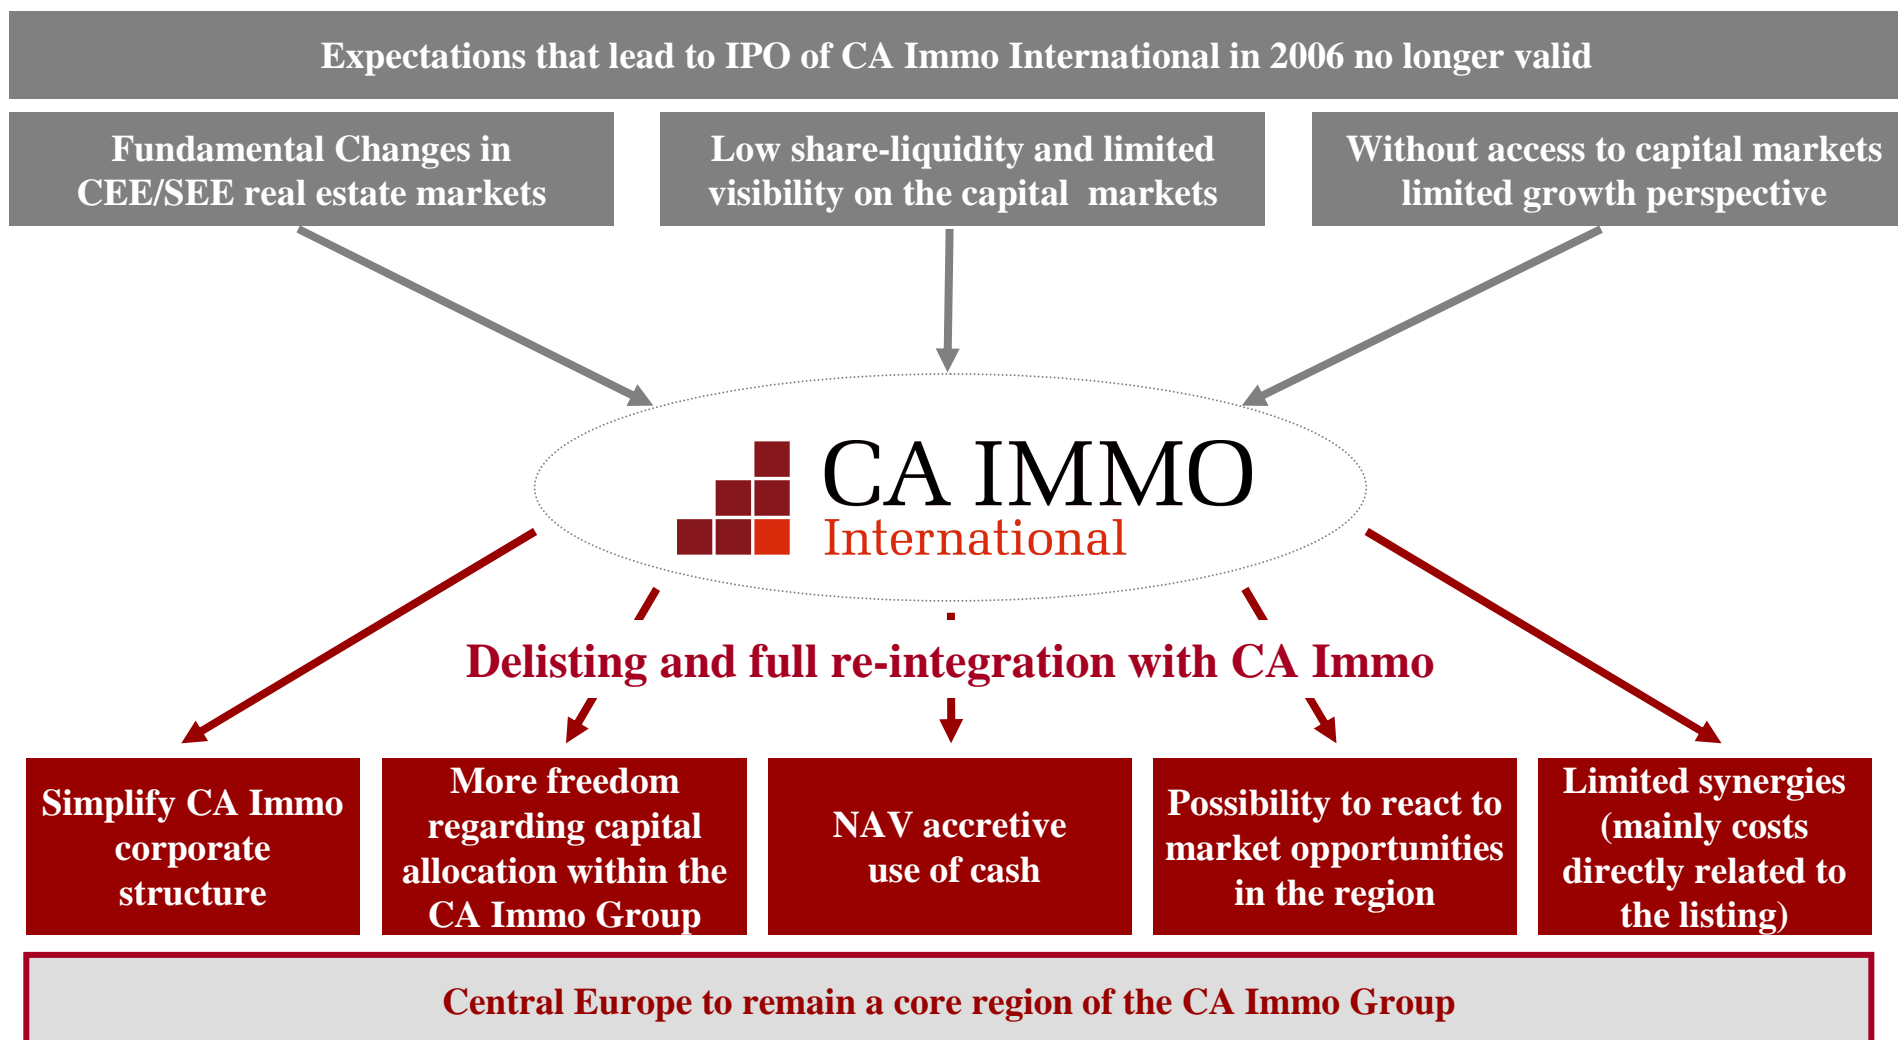 Expectations that lead to IPO of CA Immo International in 2006 no longer valid
Fundamental Changes in
CEE/SEE real estate markets
Low share-liquidity and limited
visibility on the capital  markets
Without access to capital markets
limited growth perspective
CA IMMO
International
Delisting and full re-integration with CA Immo
Simplify CA Immo
corporate
structure
More freedom
regarding capital
allocation within the
CA Immo Group
NAV accretive
use of cash
Possibility to react to
market opportunities
in the region
Limited synergies
(mainly costs
directly related to
the listing)
Central Europe to remain a core region of the CA Immo Group